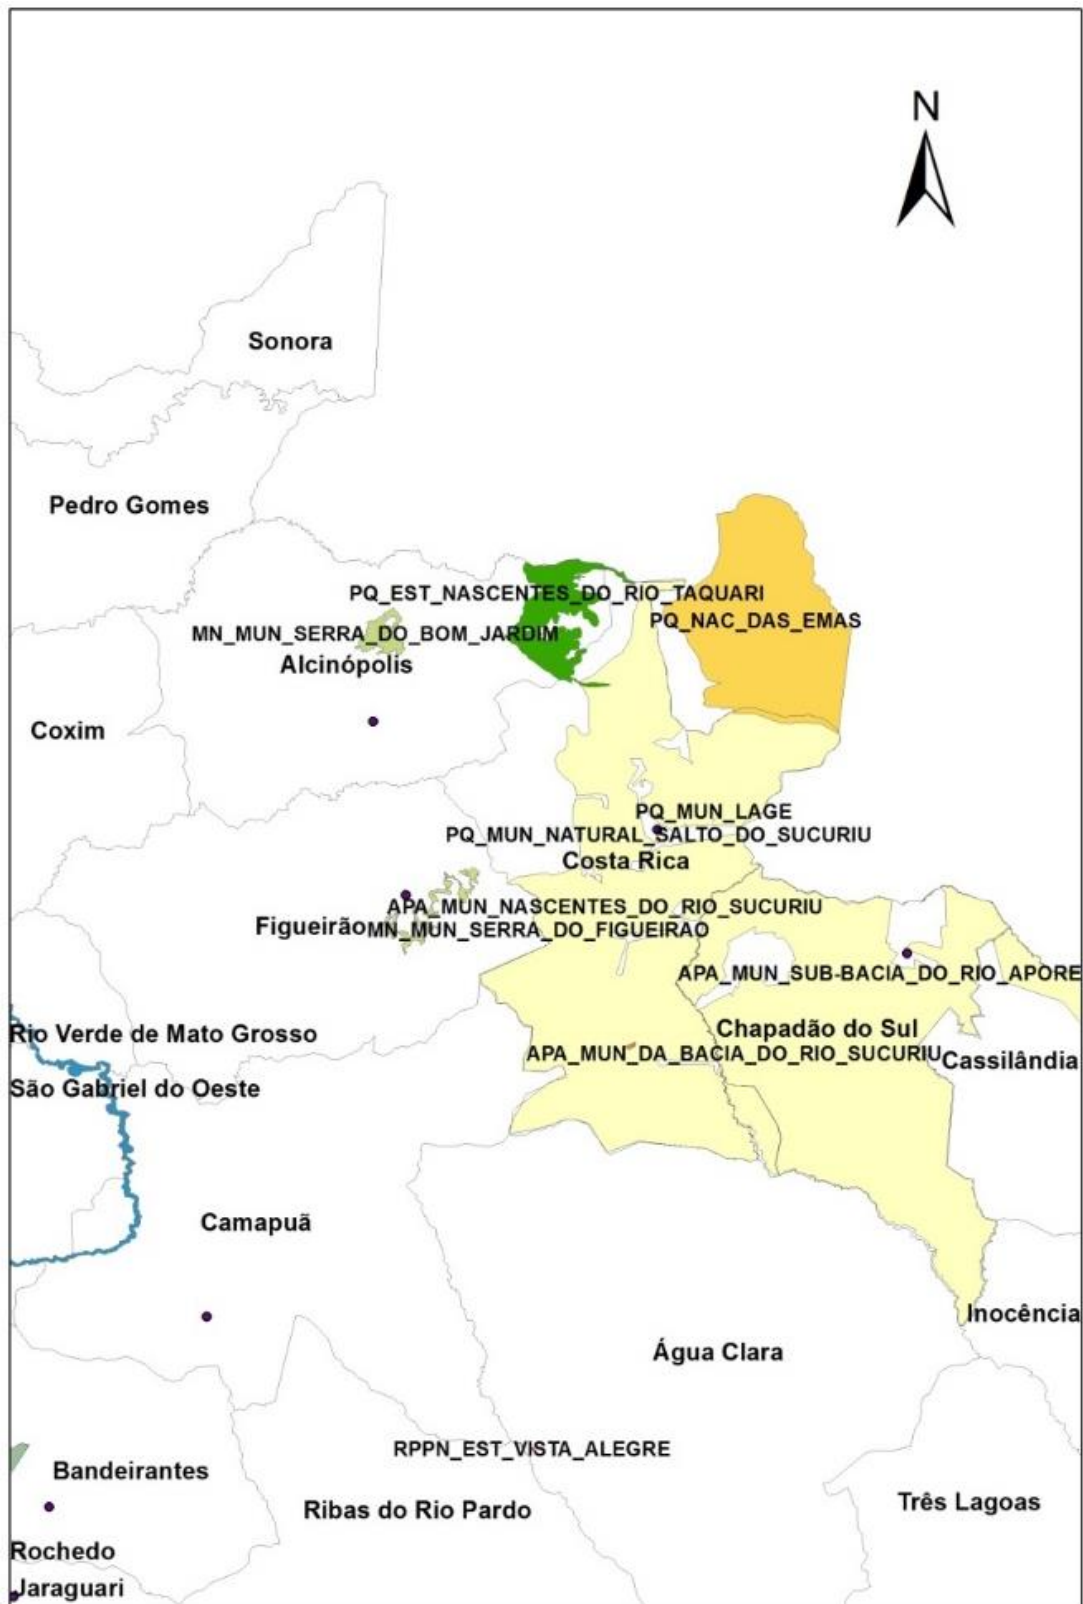 N
Sonora
Pedro Gomes
PQ_EST_NASCENTES_DO_RIO_TAQUARI
PQ_NAC_DAS_EMAS
MN_MUN_SERRA_DO_BOM_JARDIM
Alcinópolis
Coxim
PQ_MUN_LAGE
PQ_MUN_NATURAL_SALTO_DO_SUCURIU
Costa Rica
APA_MUN_NASCENTES_DO_RIO_SUCURIU
Figueirão
MN_MUN_SERRA_DO_FIGUEIRAO
APA_MUN_SUB-BACIA_DO_RIO_APORE
Rio Verde de Mato Grosso
Chapadão do Sul
APA_MUN_DA_BACIA_DO_RIO_SUCURIU
Cassilândia
São Gabriel do Oeste
Camapuã
Inocência
Água Clara
RPPN_EST_VISTA_ALEGRE
Bandeirantes
Três Lagoas
Ribas do Rio Pardo
Rochedo
Jaraguari